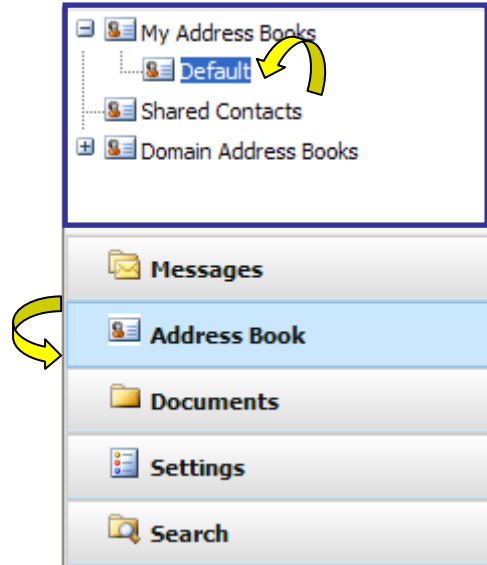 My Address Books
Default
Shared Contacts
Domain Address Books
Messages
Address Book
Documents
Settings
Search